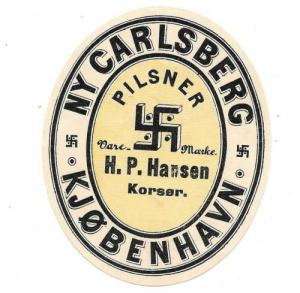 NY CARLSBERG
PILSNER
Vare- Mærke.
H. P. Hansen
Korsør.
KJØBENHAVN